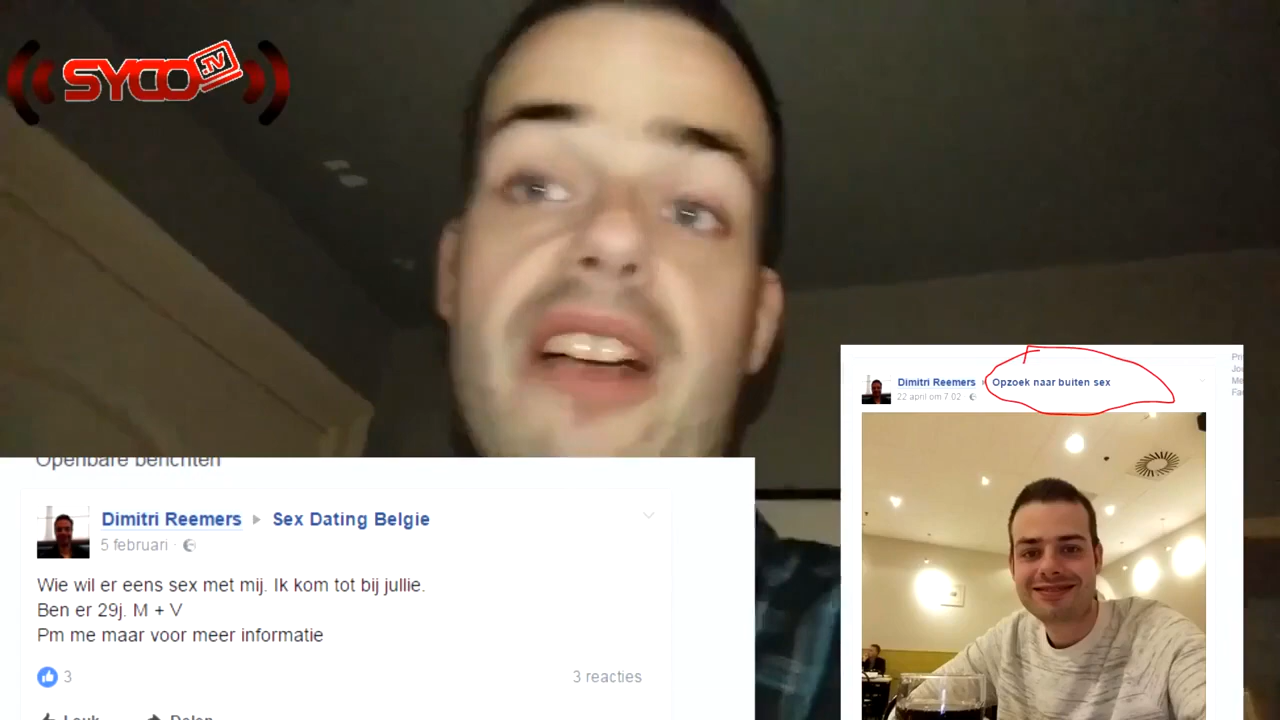 SYCO.TV
Openbare berichten
Dimitri Reemers ▸ Sex Dating Belgie
5 februari ·
Wie wil er eens sex met mij. Ik kom tot bij jullie.
Ben er 29j. M + V
Pm me maar voor meer informatie
3
3 reacties
Leuk Delen
Dimitri Reemers ▸ Opzoek naar buiten sex
22 april om 7:02